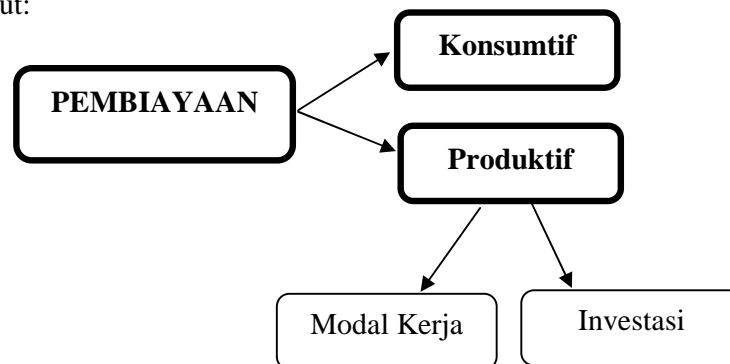 ut:
Konsumtif
PEMBIAYAAN
Produktif
Modal Kerja
Investasi